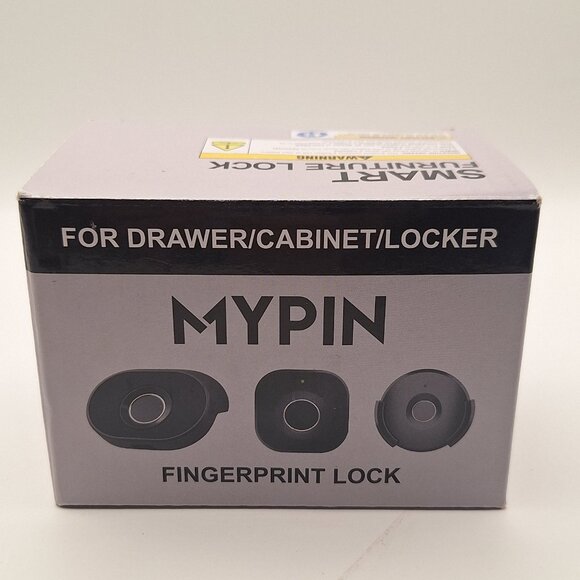 SMART
FURNITURE LOCK
WARNING
FOR DRAWER/CABINET/LOCKER
MYPIN
FINGERPRINT LOCK